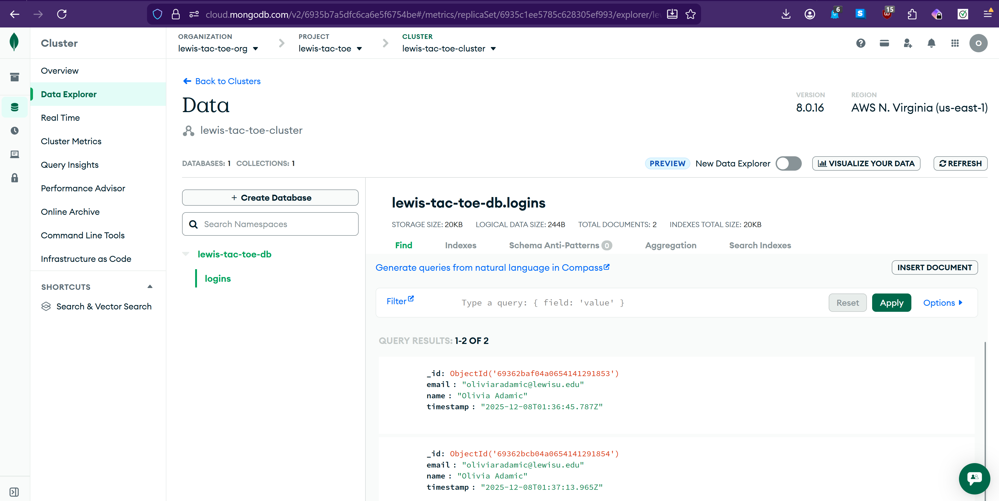 cloud.mongodb.com/v2/6935b7a5dfc6ca6e5f6754be#/metrics/replicaSet/6935c1ee5785c628305ef993/explorer/lew
6
S
15
Cluster
ORGANIZATION
lewis-tac-toe-org
PROJECT
lewis-tac-toe
CLUSTER
lewis-tac-toe-cluster
O
Overview
Data Explorer
Real Time
Cluster Metrics
Query Insights
Performance Advisor
Online Archive
Command Line Tools
Infrastructure as Code
SHORTCUTS
Search & Vector Search
Back to Clusters
Data
lewis-tac-toe-cluster
VERSION
8.0.16
REGION
AWS N. Virginia (us-east-1)
DATABASES: 1 COLLECTIONS: 1
PREVIEW New Data Explorer
VISUALIZE YOUR DATA
REFRESH
+ Create Database
Search Namespaces
lewis-tac-toe-db
logins
lewis-tac-toe-db.logins
STORAGE SIZE: 20KB LOGICAL DATA SIZE: 244B TOTAL DOCUMENTS: 2 INDEXES TOTAL SIZE: 20KB
Find Indexes Schema Anti-Patterns 0 Aggregation Search Indexes
Generate queries from natural language in Compass
INSERT DOCUMENT
Filter
Type a query: { field: 'value' }
Reset
Apply
Options
QUERY RESULTS: 1-2 OF 2
_id: ObjectId('69362baf04a0654141291853')
email : "oliviaradamic@lewisu.edu"
name : "Olivia Adamic"
timestamp : "2025-12-08T01:36:45.787Z"
_id: ObjectId('69362bcb04a0654141291854')
email : "oliviaradamic@lewisu.edu"
name : "Olivia Adamic"
timestamp : "2025-12-08T01:37:13.965Z"